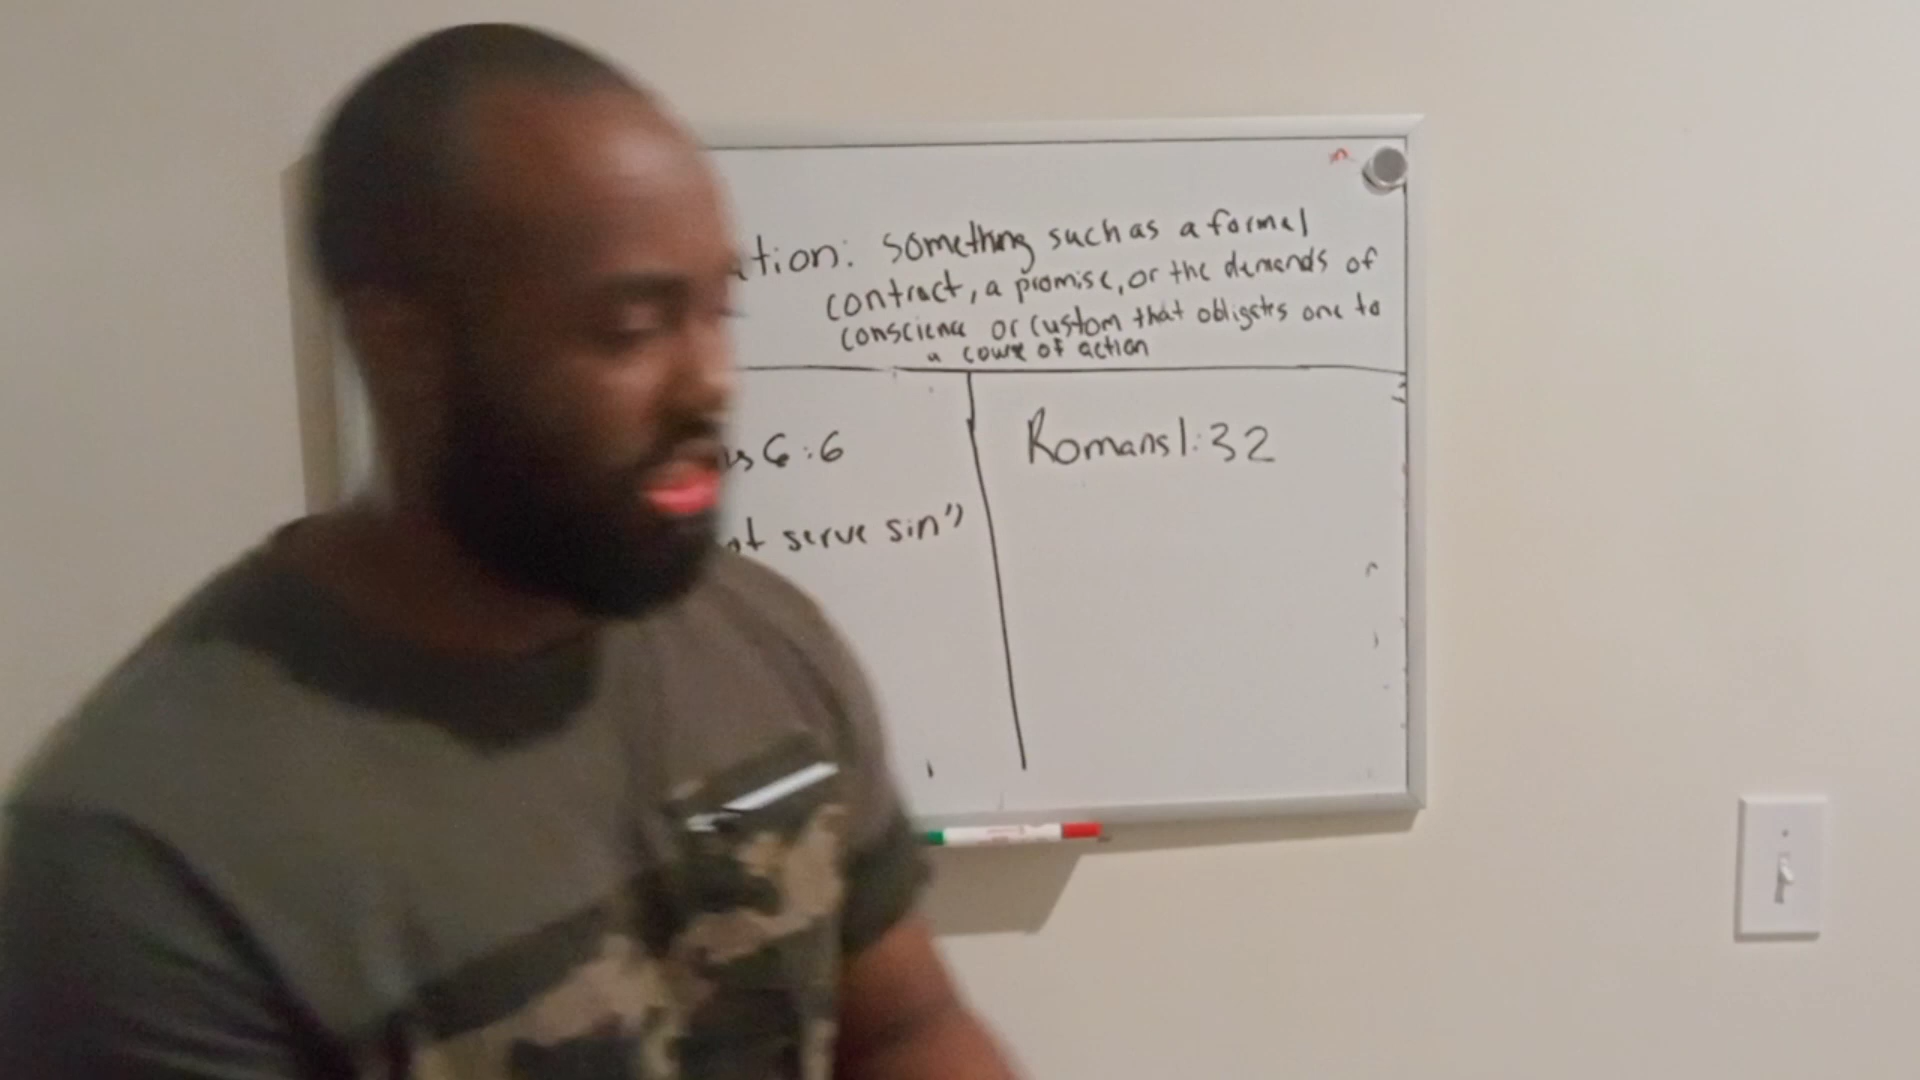 tion: something such as a formal
contract, a promise, or the demands of
conscience or custom that obligates one to
a course of action
s 6:6
Romans 1:32
ot serve sin"